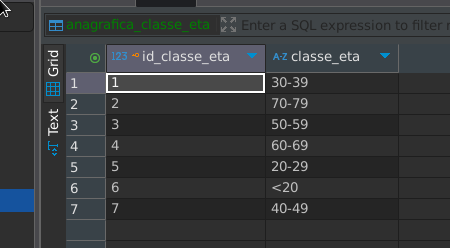 anagrafica_classe_eta Enter a SQL expression to filter r
Grid
Text
123 id_classe_eta A-Z classe_eta
1 1 30-39
2 2 70-79
3 3 50-59
4 4 60-69
5 5 20-29
6 6 <20
7 7 40-49